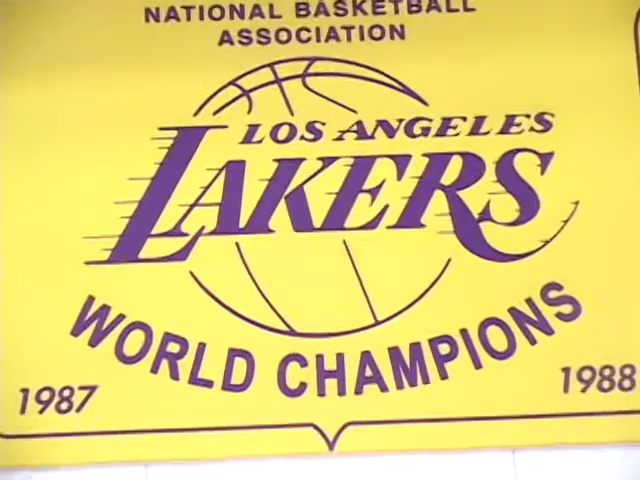 NATIONAL BASKETBALL
ASSOCIATION
LOS ANGELES
LAKERS
WORLD CHAMPIONS
1987 1988